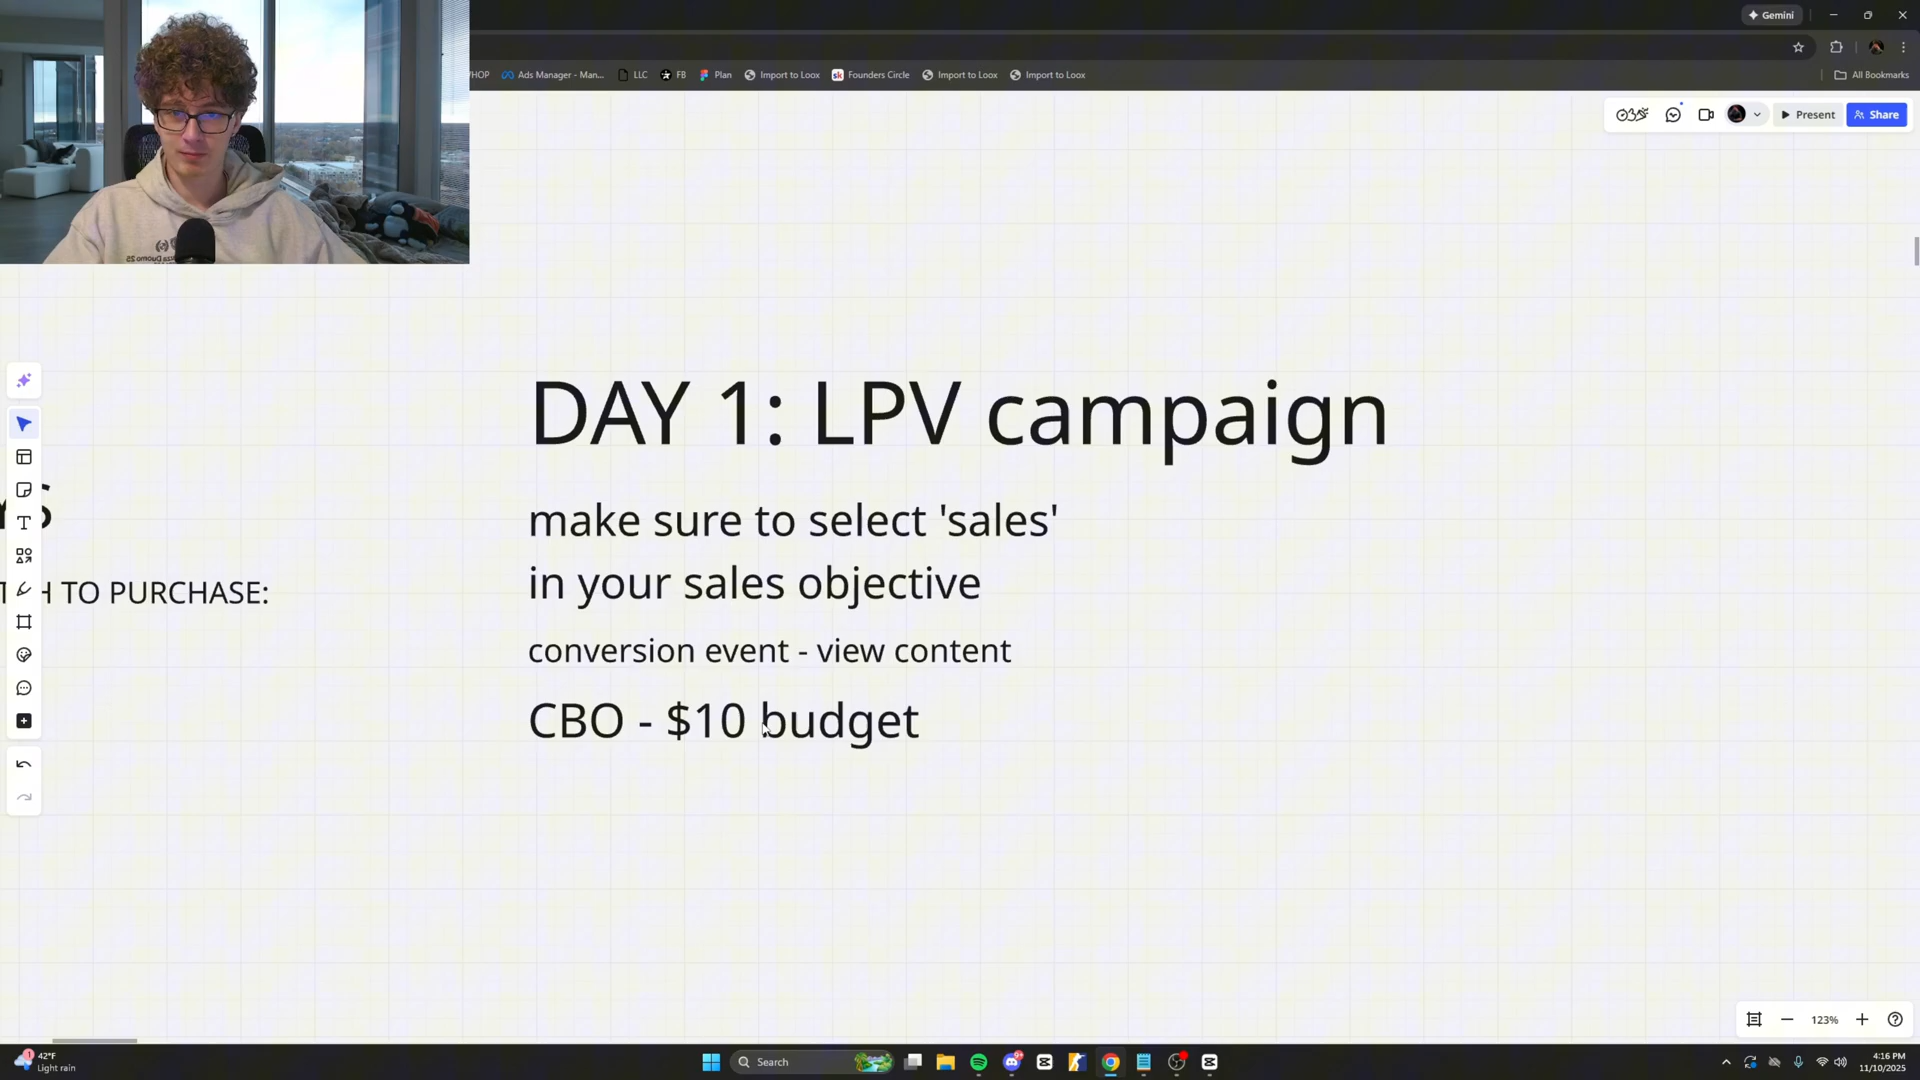 Gemini
HOP
Ads Manager - Man...
LLC
FB
Plan
Import to Loox
Founders Circle
Import to Loox
Import to Loox
All Bookmarks
Present
Share
DAY 1: LPV campaign
make sure to select 'sales'
in your sales objective
conversion event - view content
CBO - $10 budget
H TO PURCHASE:
123%
42°F
Light rain
Search
4:16 PM
11/10/2025